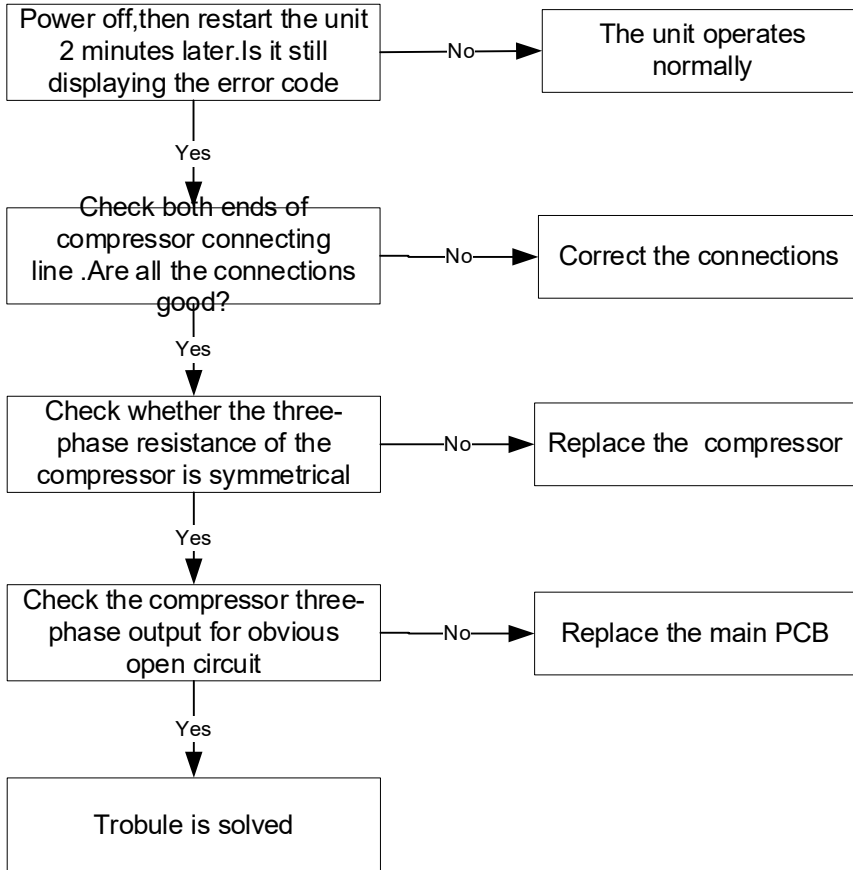 Power off,then restart the unit
2 minutes later.Is it still
displaying the error code
No
The unit operates
normally
Yes
Check both ends of
compressor connecting
line .Are all the connections
good?
No
Correct the connections
Yes
Check whether the three-
phase resistance of the
compressor is symmetrical
No
Replace the  compressor
Yes
Check the compressor three-
phase output for obvious
open circuit
No
Replace the main PCB
Yes
Trobule is solved